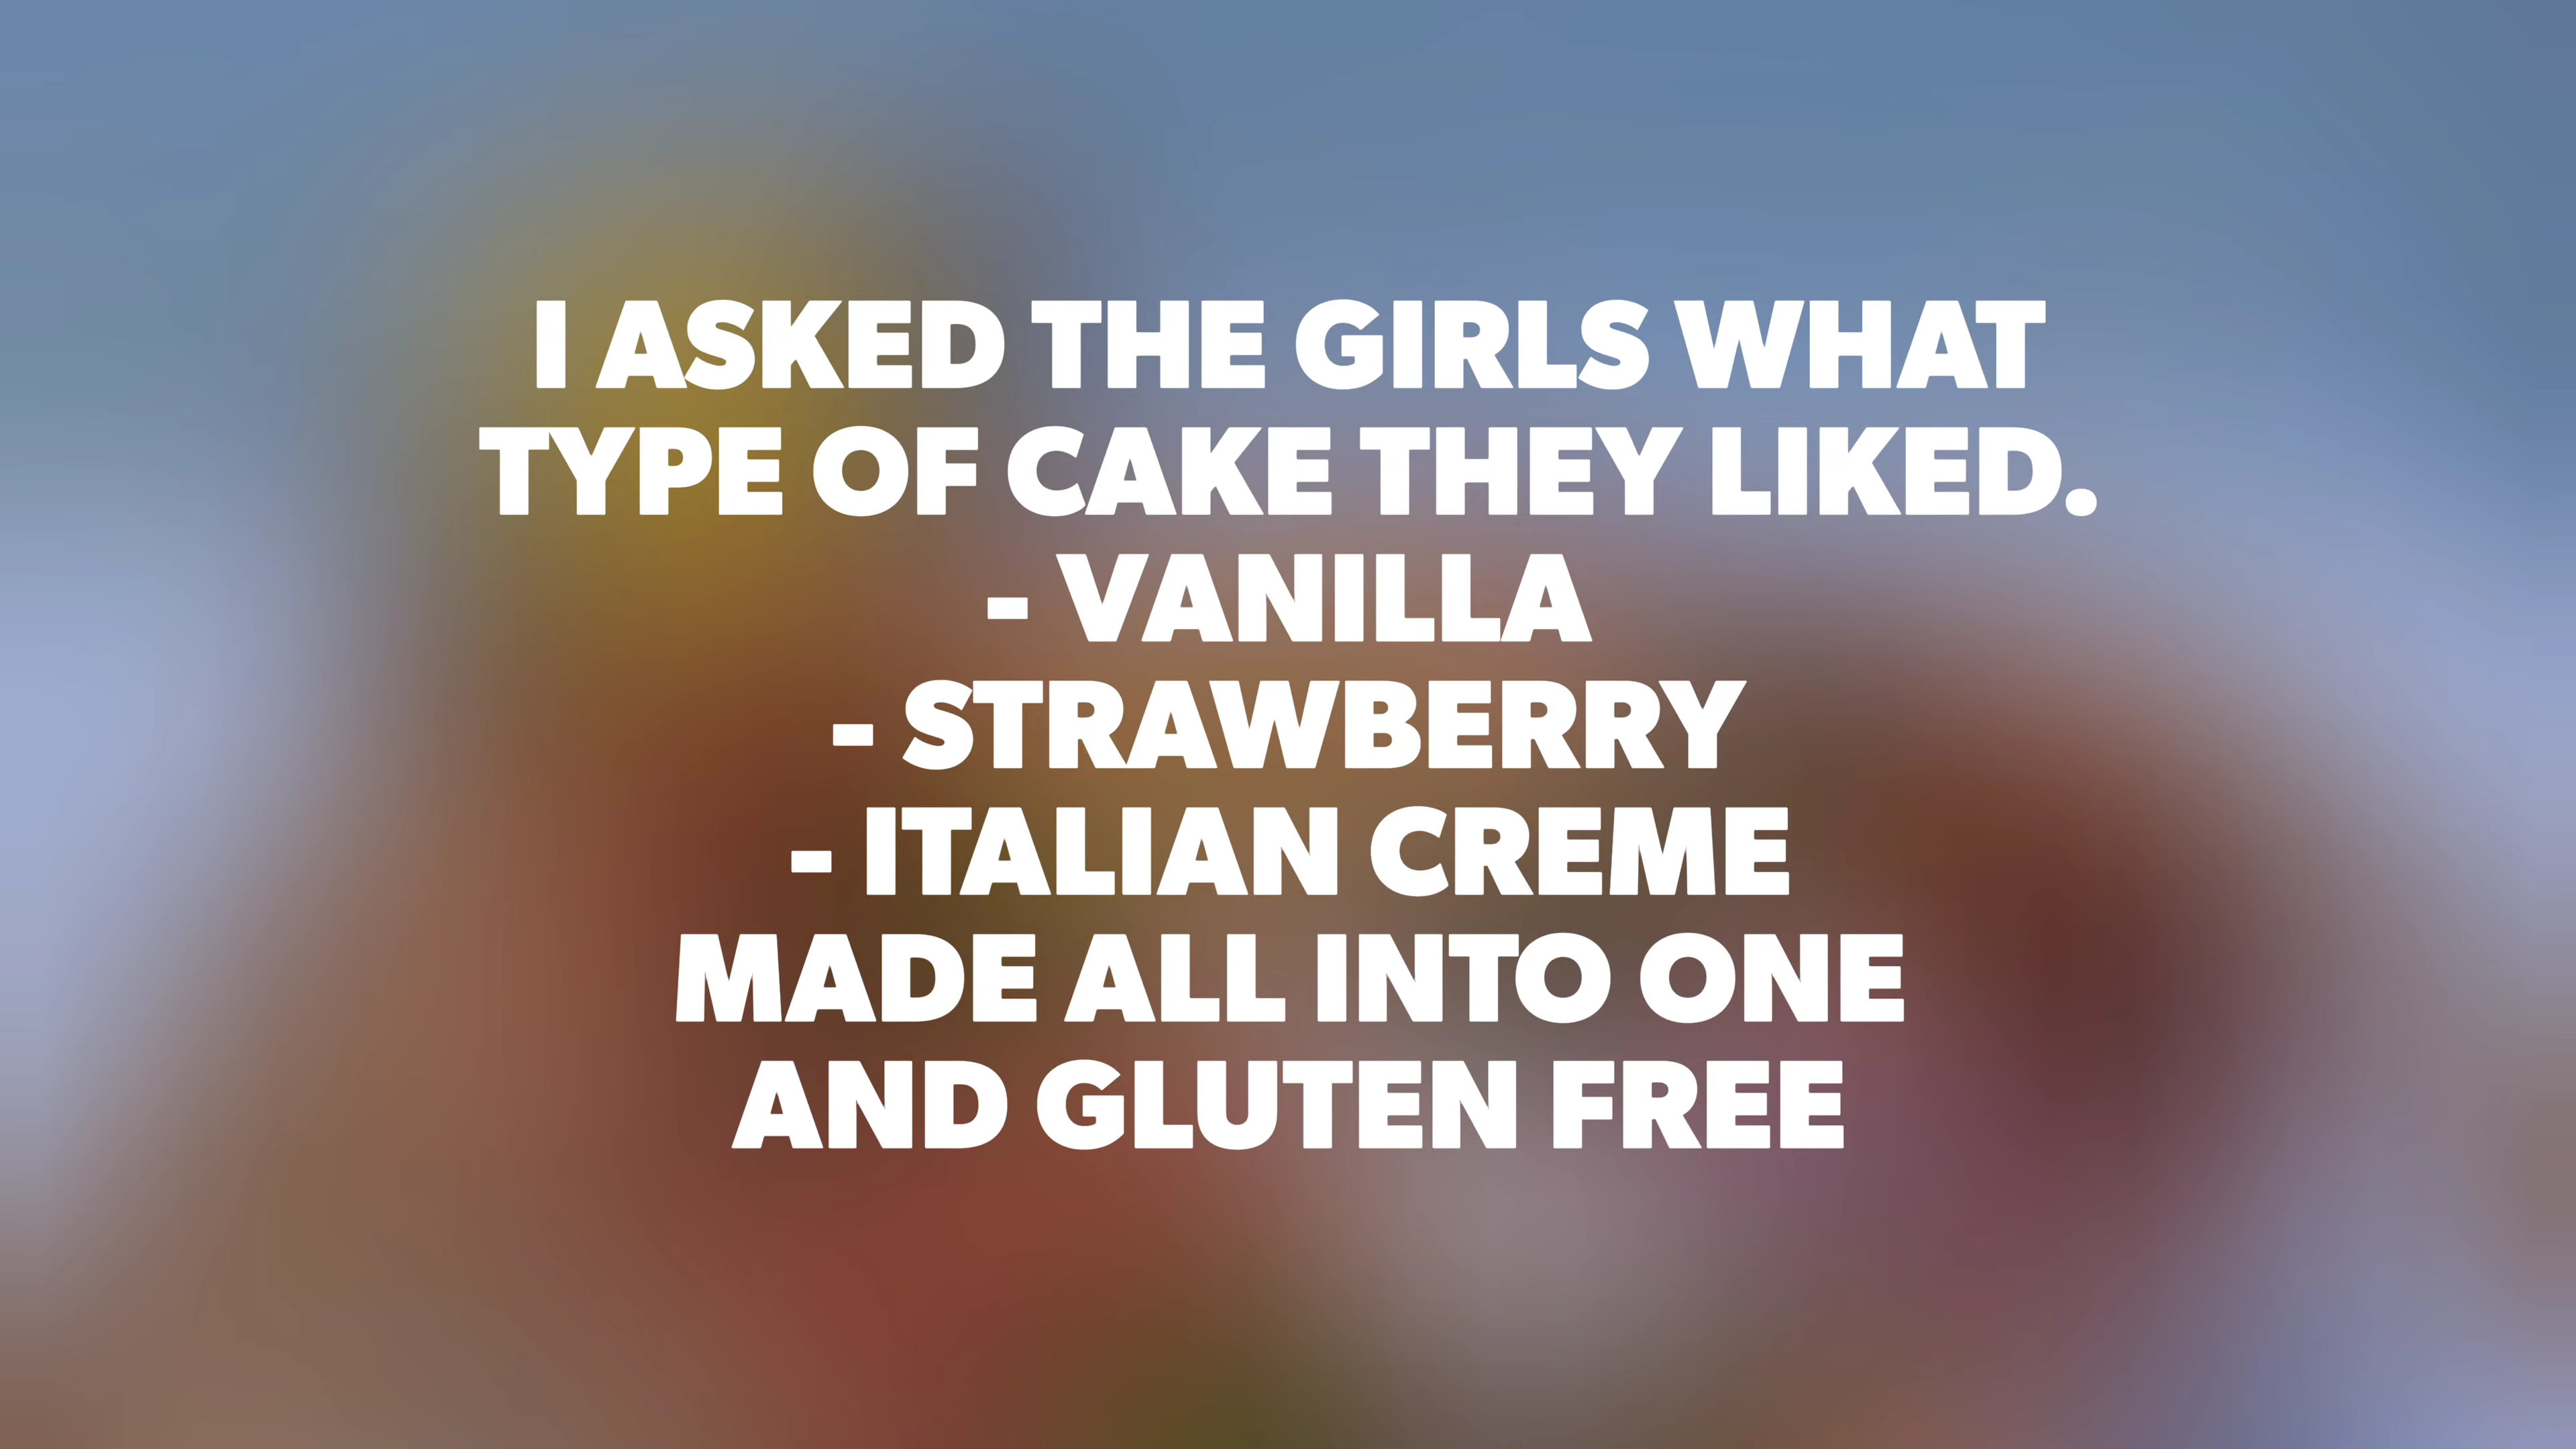 I ASKED THE GIRLS WHAT
TYPE OF CAKE THEY LIKED.
- VANILLA
- STRAWBERRY
- ITALIAN CREME
MADE ALL INTO ONE
AND GLUTEN FREE